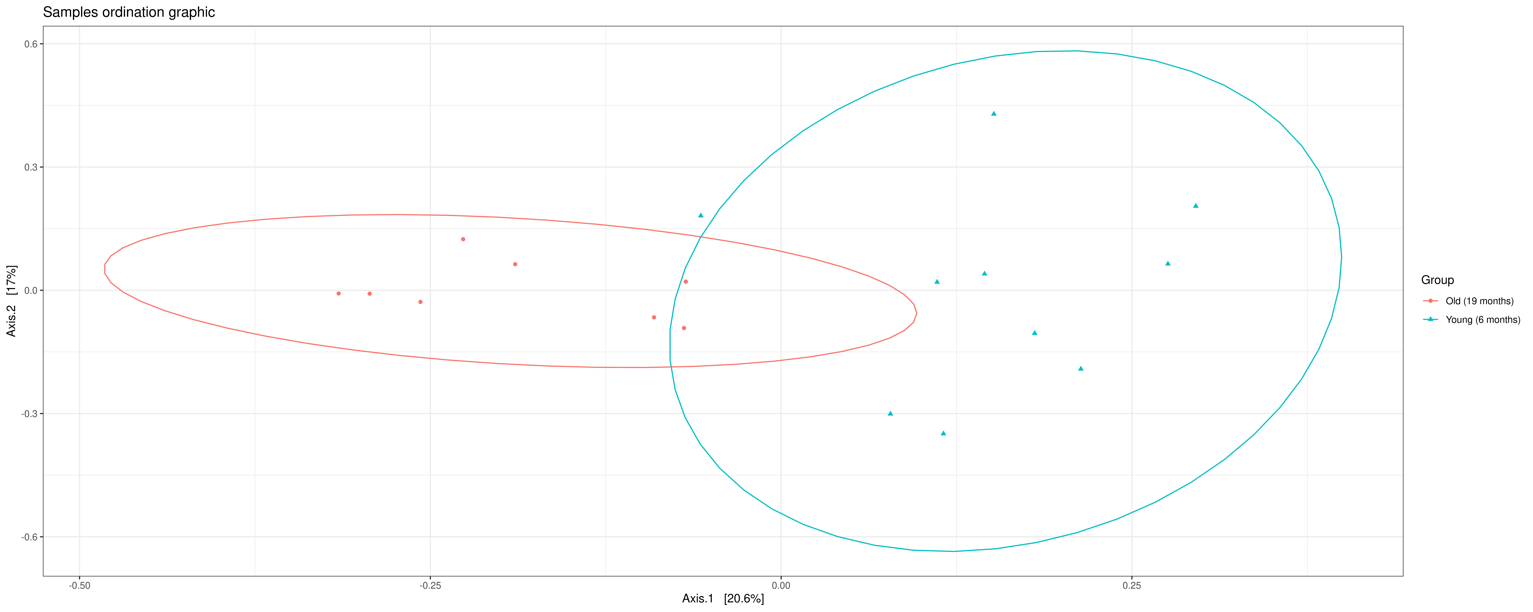 Samples ordination graphic
0.6
0.3
0.0
-0.3
-0.6
Axis.2 [17%]
-0.50
-0.25
0.00
0.25
Axis.1 [20.6%]
Group
Old (19 months)
Young (6 months)